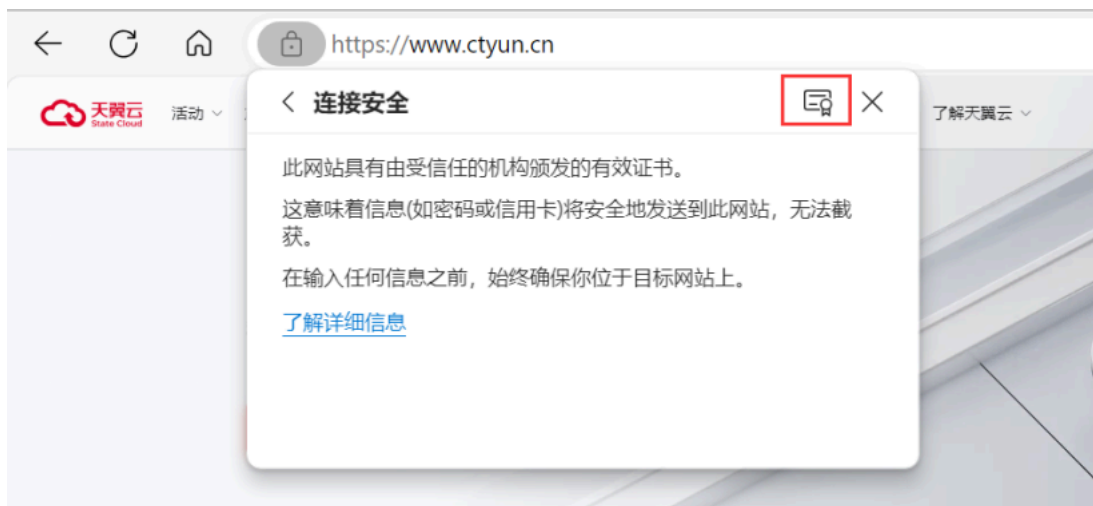 https://www.ctyun.cn
天翼云
State Cloud
活动
了解天翼云
连接安全
此网站具有由受信任的机构颁发的有效证书。
这意味着信息(如密码或信用卡)将安全地发送到此网站，无法截
获。
在输入任何信息之前，始终确保你位于目标网站上。
了解详细信息